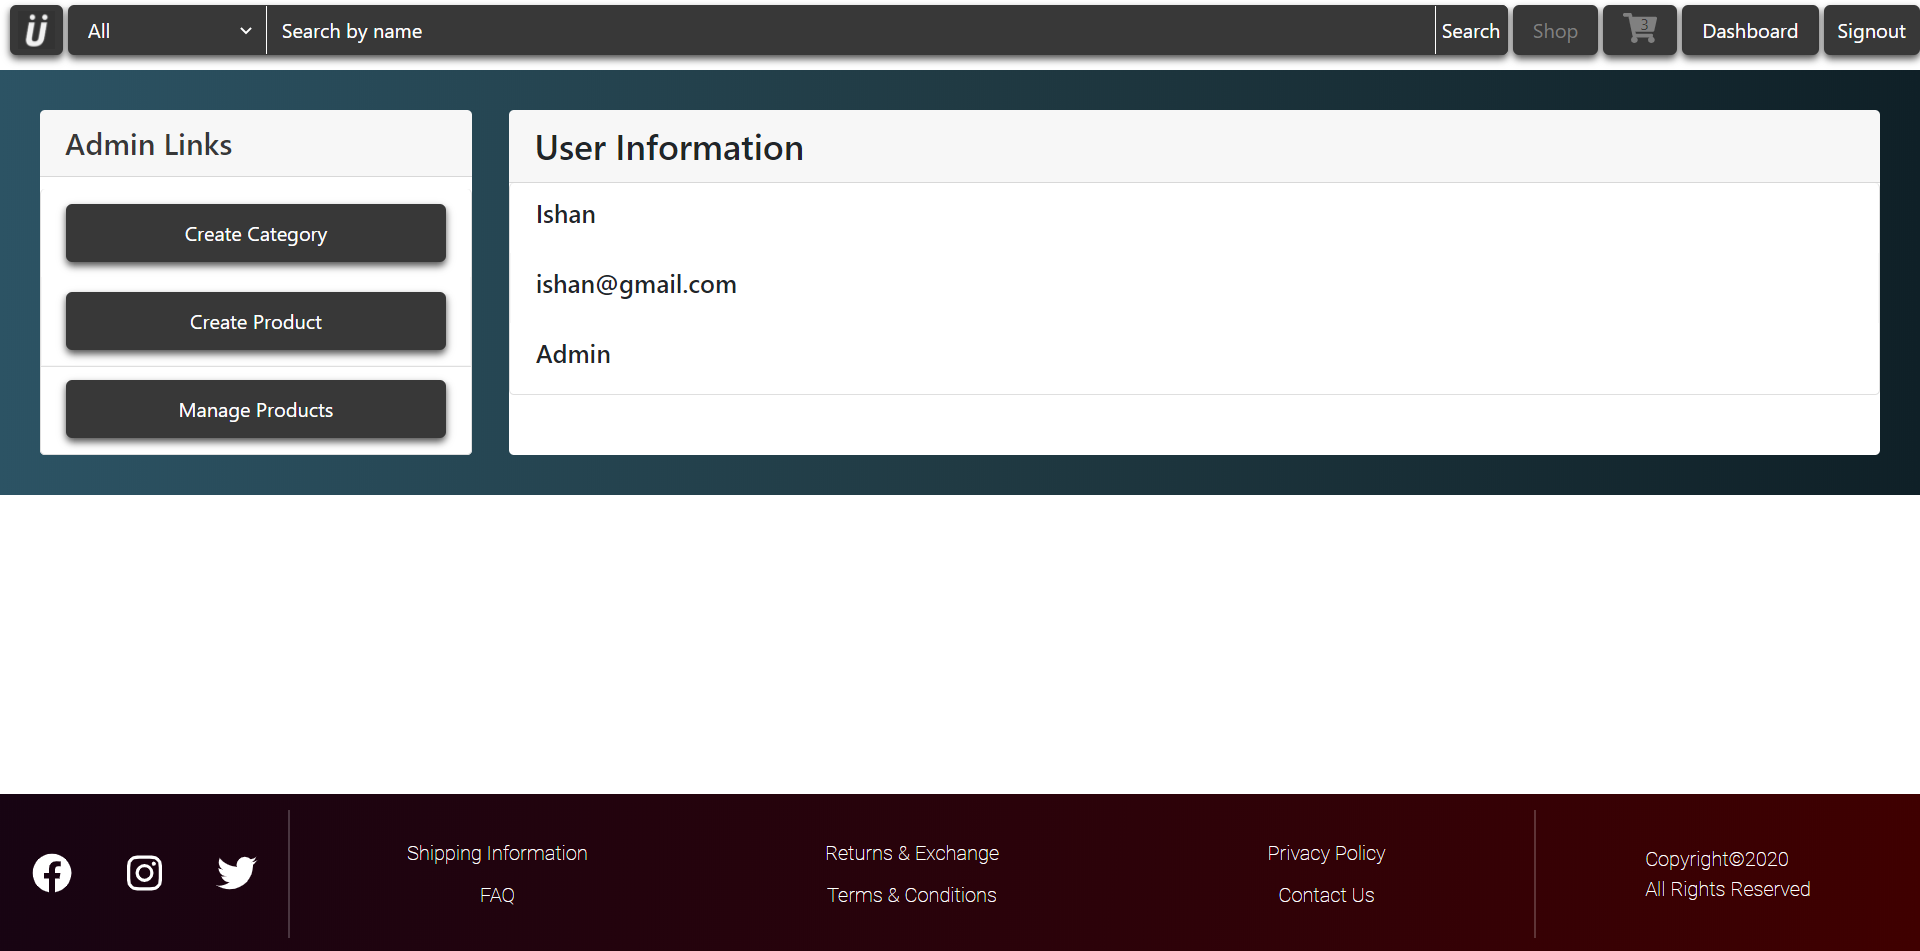 Ü
All
Search by name
Search
Shop
3
Dashboard
Signout
Admin Links
Create Category
Create Product
Manage Products
User Information
Ishan
ishan@gmail.com
Admin
Shipping Information
FAQ
Returns & Exchange
Terms & Conditions
Privacy Policy
Contact Us
Copyright©2020
All Rights Reserved